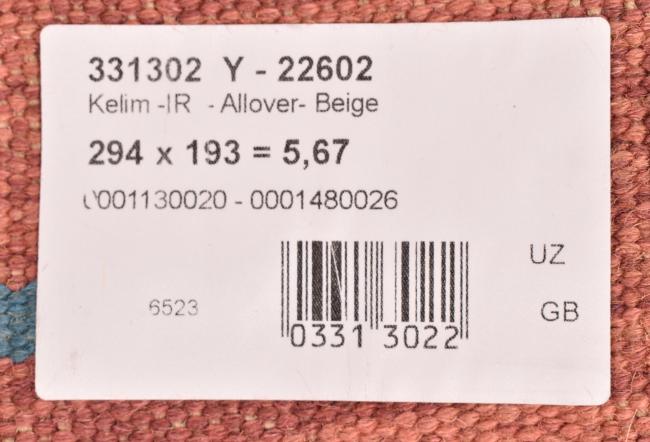 331302 Y - 22602
Kelim -IR - Allover- Beige
294 x 193 = 5,67
0001130020 - 0001480026
UZ
6523
GB
0331 3022